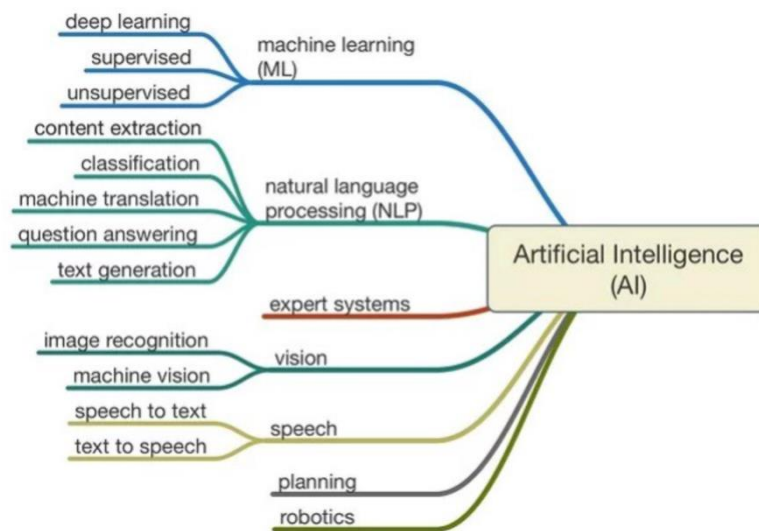 deep learning
supervised
unsupervised
machine learning
(ML)
content extraction
classification
machine translation
question answering
text generation
natural language
processing (NLP)
expert systems
image recognition
machine vision
vision
speech to text
text to speech
speech
planning
robotics
Artificial Intelligence
(AI)